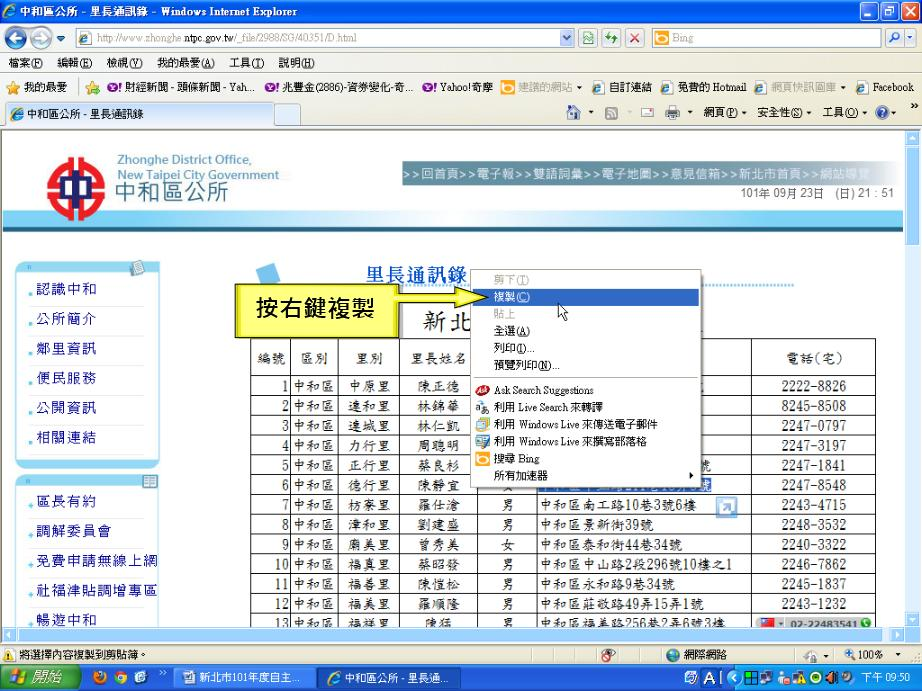 中和區公所 - 里長通訊錄 - Windows Internet Explorer
http://www.zhonghe.ntpc.gov.tw/_file/2988/SG/40351/D.html
Bing
檔案(F) 編輯(E) 檢視(V) 我的最愛(A) 工具(T) 說明(H)
我的最愛 財經新聞 - 頭條新聞 - Yah... 兆豐金(2886)-資券變化-奇... Yahoo!奇摩 建議的網站 自訂連結 免費的 Hotmail 網頁快訊圖庫 Facebook
中和區公所 - 里長通訊錄
網頁(P) 安全性(S) 工具(O)
Zhonghe District Office,
New Taipei City Government
中和區公所
>>回首頁>>電子報>>雙語詞彙>>電子地圖>>意見信箱>>新北市首頁>>網站導覽
101年 09月 23日 (日) 21 : 51
認識中和
公所簡介
鄰里資訊
便民服務
公開資訊
相關連結
區長有約
調解委員會
免費申請無線上網
社福津貼調增專區
暢遊中和
里長通訊錄
按右鍵複製
新北
剪下(T)
複製(C)
貼上
全選(A)
列印(I)...
預覽列印(N)...
Ask Search Suggestions
利用 Live Search 來翻譯
利用 Windows Live 來傳送電子郵件
利用 Windows Live 來撰寫部落格
搜尋 Bing
所有加速器
編號 區別 里別 里長姓名 電話(宅)
1 中和區 中原里 陳正德 2222-8826
2 中和區 連和里 林錦華 8245-8508
3 中和區 連城里 林仁凱 2247-0797
4 中和區 力行里 周聰明 2247-3197
5 中和區 正行里 蔡良杉 號 2247-1841
6 中和區 德行里 陳靜宜 2247-8548
7 中和區 枋寮里 羅仕滄 男 中和區南工路10巷3號6樓 2243-4715
8 中和區 漳和里 劉建盛 男 中和區景新街39號 2248-3532
9 中和區 廟美里 曾秀美 女 中和區泰和街44巷34號 2240-3322
10 中和區 福真里 蔡昭發 男 中和區中山路2段296號10樓之1 2246-7862
11 中和區 福善里 陳愷松 男 中和區永和路9巷34號 2245-1837
12 中和區 福美里 羅順隆 男 中和區莊敬路49弄15弄1號 2243-1232
13 中和區 福祥里 陳猛 男 中和區福美路256巷2弄6號3樓 02-22483541
將選擇內容複製到剪貼簿。
網際網路
100%
開始
新北市101年度自主...
中和區公所 - 里長通...
下午 09:50